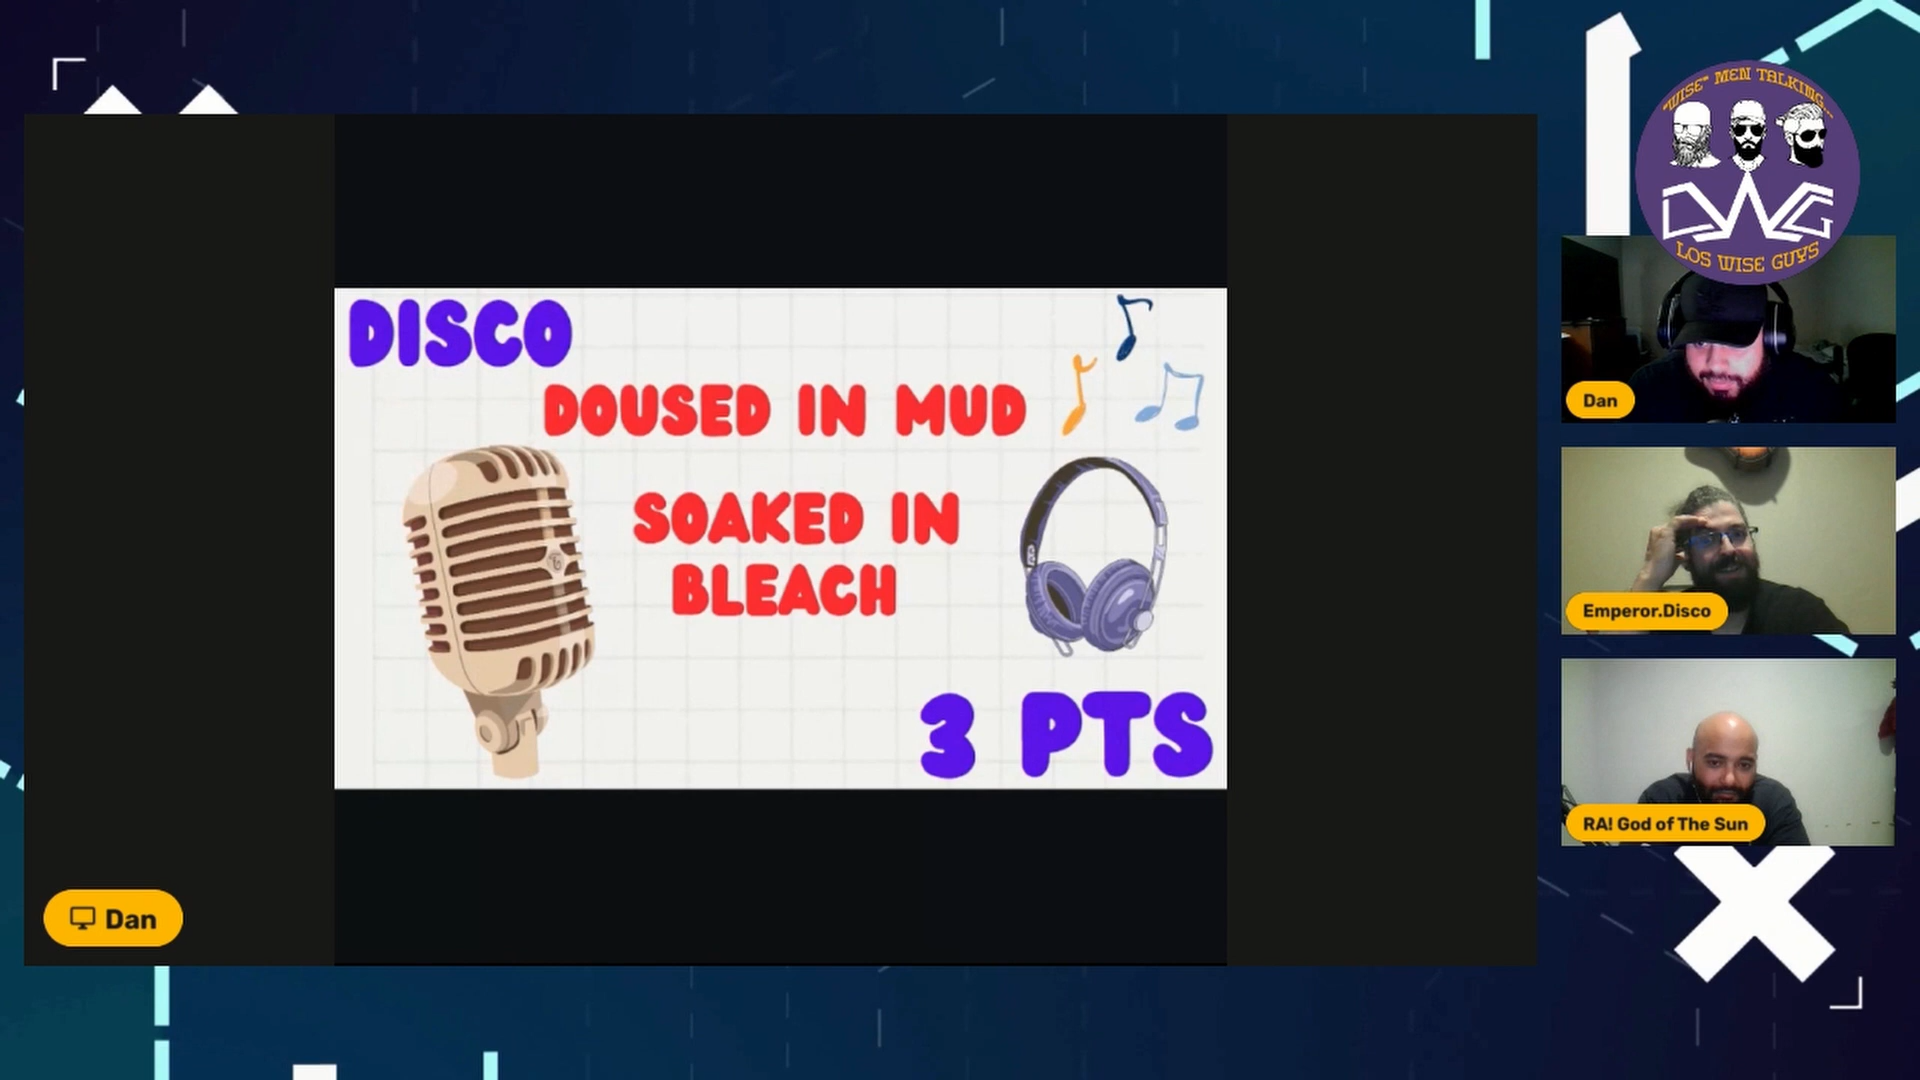 "WISE" MEN TALKING...
LWG
LOS WISE GUYS
DISCO
DOUSED IN MUD
SOAKED IN
BLEACH
3 PTS
Dan
Emperor.Disco
RA! God of The Sun
Dan